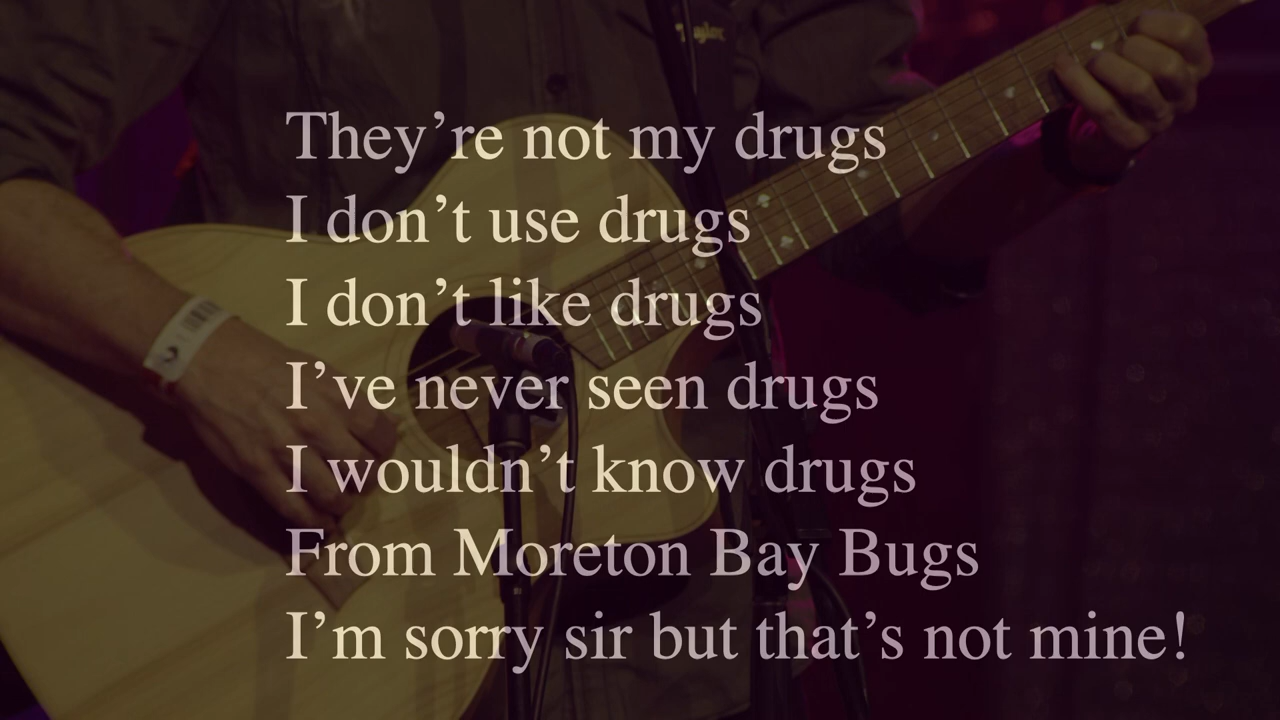 Taylor
They’re not my drugs
I don’t use drugs
I don’t like drugs
I’ve never seen drugs
I wouldn’t know drugs
From Moreton Bay Bugs
I’m sorry sir but that’s not mine!